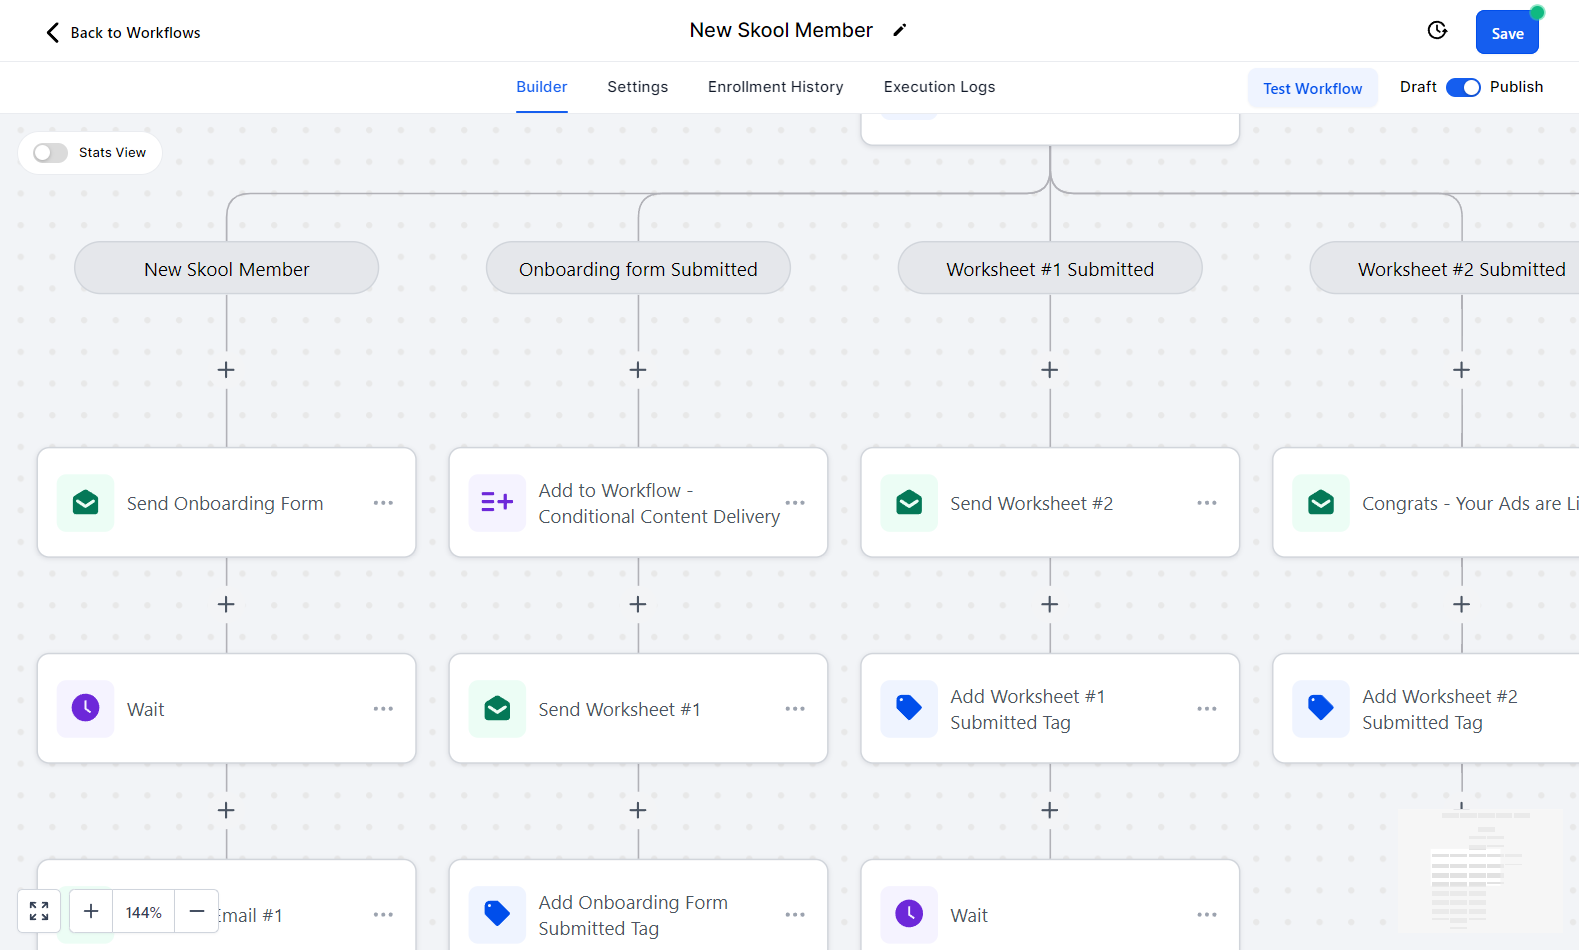 Back to Workflows
New Skool Member
Save
Builder
Settings
Enrollment History
Execution Logs
Test Workflow
Draft
Publish
Stats View
New Skool Member
Onboarding form Submitted
Worksheet #1 Submitted
Worksheet #2 Submitted
Send Onboarding Form
Add to Workflow -
Conditional Content Delivery
Send Worksheet #2
Congrats - Your Ads are Li
Wait
Send Worksheet #1
Add Worksheet #1
Submitted Tag
Add Worksheet #2
Submitted Tag
144%
Email #1
Add Onboarding Form
Submitted Tag
Wait